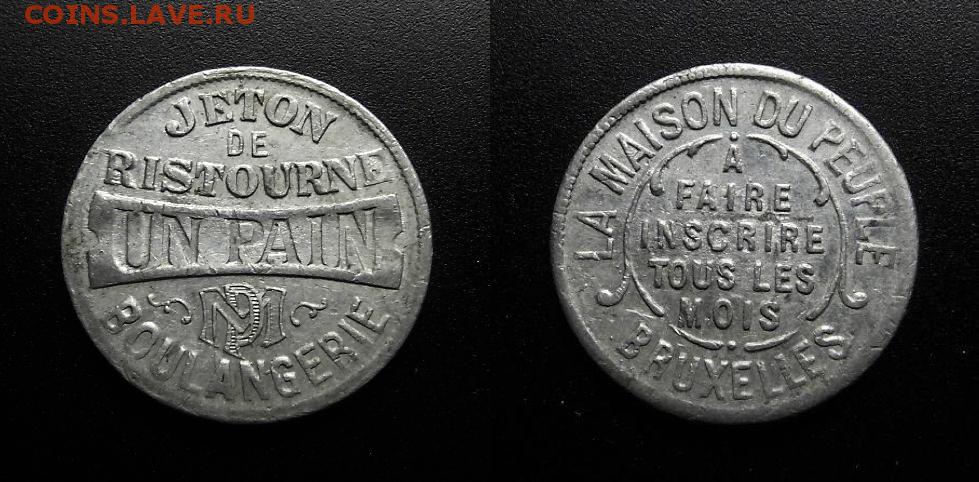 COINS.LAVE.RU
JETON
DE
RISTOURNE
UN PAIN
MDP
BOULANGERIE
LA MAISON DU PEUPLE
A
FAIRE
INSCRIRE
TOUS LES
MOIS
BRUXELLES